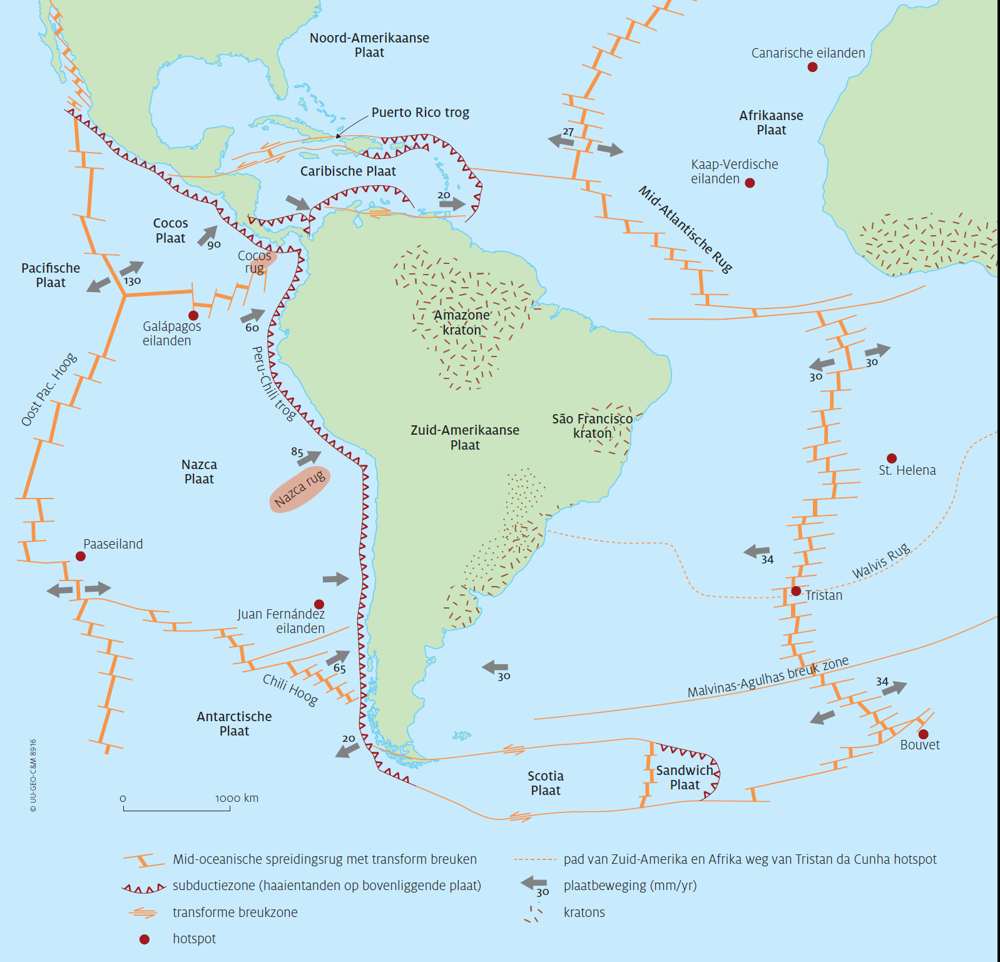 Noord-Amerikaanse
Plaat
Canarische eilanden
Puerto Rico trog
Afrikaanse
Plaat
27
Caribische Plaat
Kaap-Verdische
eilanden
20
Mid-Atlantische Rug
Cocos
Plaat
90
Cocos
rug
Pacifische
Plaat
130
Galápagos
eilanden
60
Amazone
kraton
Peru-Chili trog
Oost Pac. Hoog
30
30
São Francisco
kraton
Zuid-Amerikaanse
Plaat
85
Nazca
Plaat
Nazca rug
St. Helena
Paaseiland
34
Walvis Rug
Tristan
Juan Fernández
eilanden
65
30
Chili Hoog
Malvinas-Agulhas breuk zone
34
Antarctische
Plaat
20
Bouvet
Scotia
Plaat
Sandwich
Plaat
© UU-GEO-C&M 8916
0 1000 km
Mid-oceanische spreidingsrug met transform breuken
subductiezone (haaientanden op bovenliggende plaat)
transforme breukzone
hotspot
pad van Zuid-Amerika en Afrika weg van Tristan da Cunha hotspot
30
plaatbeweging (mm/yr)
kratons